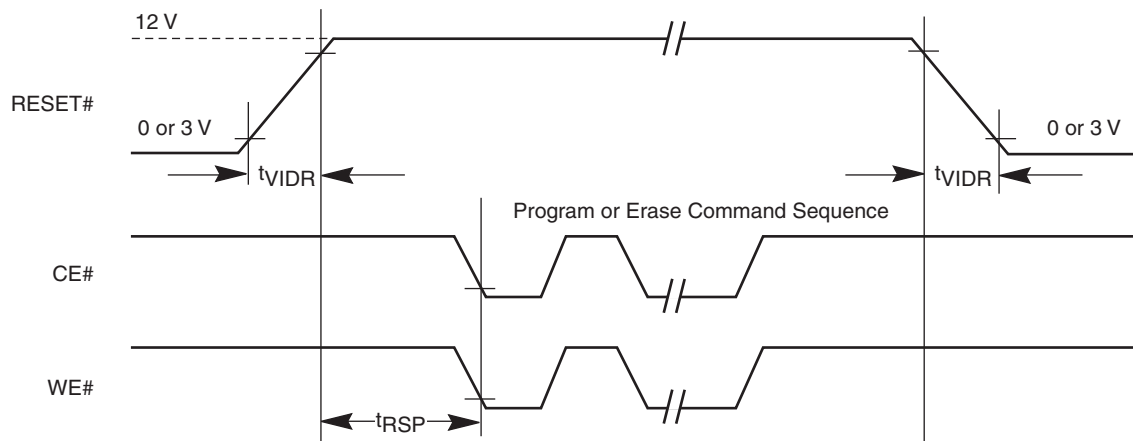 12 V
RESET#
0 or 3 V
0 or 3 V
tVIDR
tVIDR
Program or Erase Command Sequence
CE#
WE#
tRSP